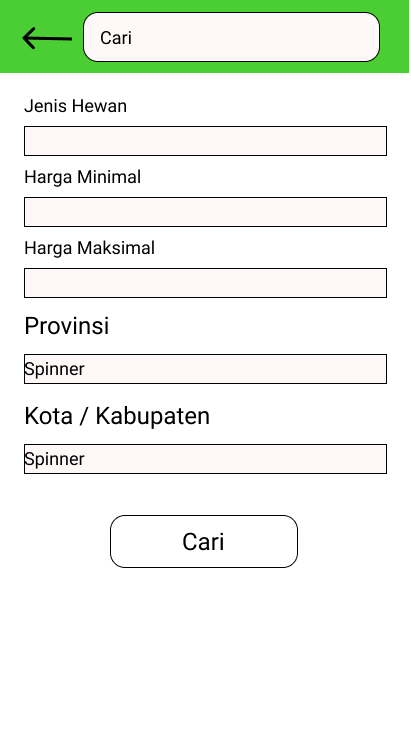 Cari
Jenis Hewan
Harga Minimal
Harga Maksimal
Provinsi
Spinner
Kota / Kabupaten
Spinner
Cari